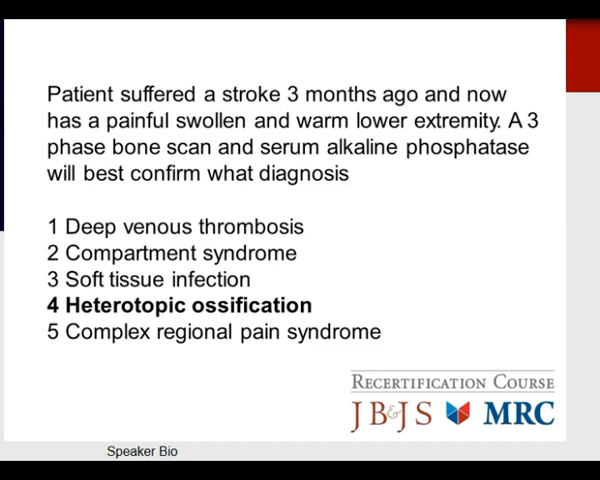 Patient suffered a stroke 3 months ago and now
has a painful swollen and warm lower extremity. A 3
phase bone scan and serum alkaline phosphatase
will best confirm what diagnosis
1 Deep venous thrombosis
2 Compartment syndrome
3 Soft tissue infection
4 Heterotopic ossification
5 Complex regional pain syndrome
RECERTIFICATION COURSE
JB&JS MRC
Speaker Bio